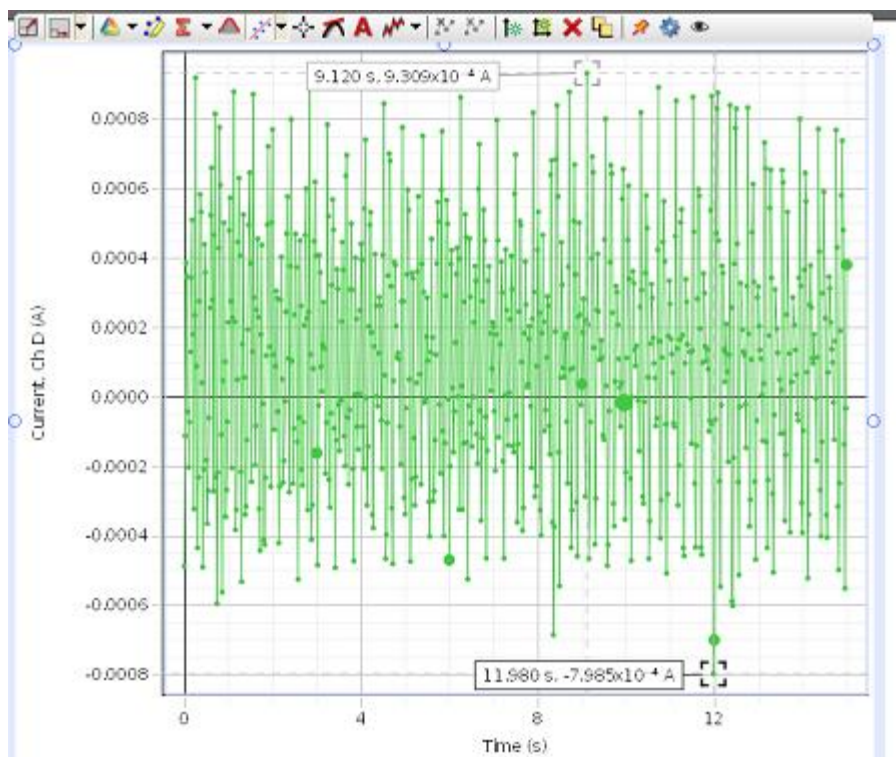 9.120 s, 9.309x10⁻⁴ A
0.0008
0.0006
0.0004
0.0002
0.0000
-0.0002
-0.0004
-0.0006
-0.0008
Current, Ch D (A)
11.980 s, -7.985x10⁻⁴ A
0 4 8 12
Time (s)